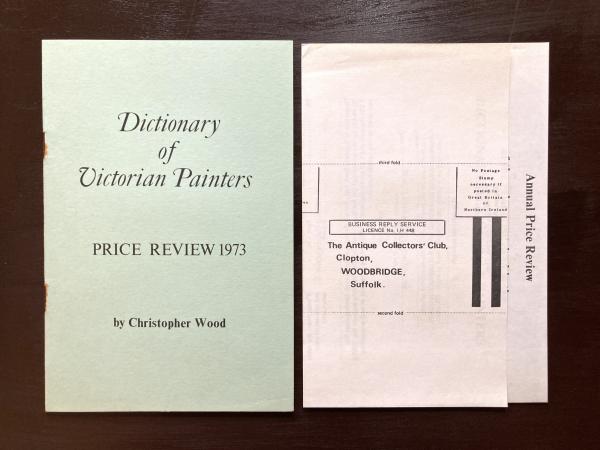 Dictionary
of
Victorian Painters
PRICE REVIEW 1973
by Christopher Wood
third fold
No Postage
Stamp
necessary if
posted in
Great Britain
or
Northern Ireland
BUSINESS REPLY SERVICE
LICENCE No. I.H 448
The Antique Collectors' Club,
Clopton,
WOODBRIDGE,
Suffolk.
second fold
Annual Price Review